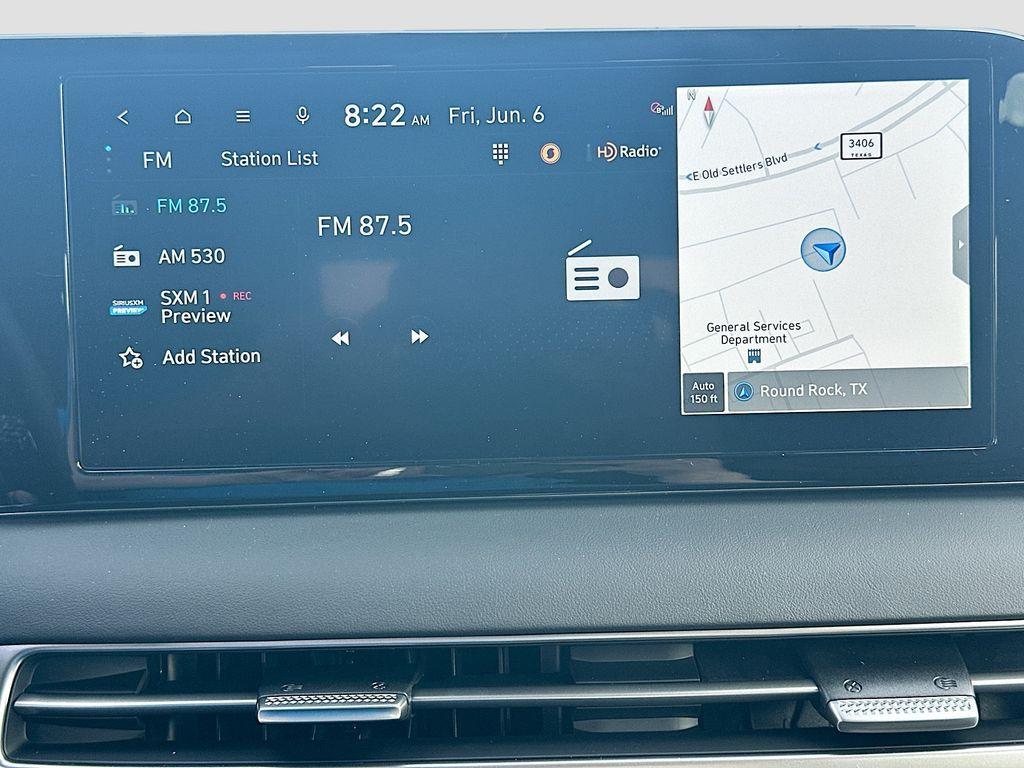 8:22 AM Fri, Jun. 6
FM Station List HD Radio
FM 87.5
FM 87.5
AM 530
SIRIUSXM
PREVIEW
SXM 1 REC
Preview
Add Station
N
3406
TEXAS
E Old Settlers Blvd
General Services
Department
Auto
150 ft
Round Rock, TX